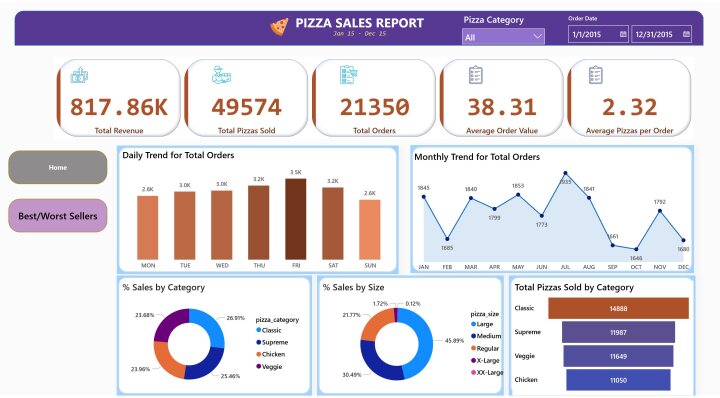 PIZZA SALES REPORT
Jan 15 - Dec 15
Pizza Category
All
Order Date
1/1/2015
12/31/2015
817.86K
Total Revenue
49574
Total Pizzas Sold
21350
Total Orders
38.31
Average Order Value
2.32
Average Pizzas per Order
Home
Best/Worst Sellers
Daily Trend for Total Orders
2.8K
3.0K
3.0K
3.2K
3.5K
3.2K
2.6K
MON
TUE
WED
THU
FRI
SAT
SUN
Monthly Trend for Total Orders
1845
1685
1840
1799
1853
1773
1935
1841
1661
1646
1792
1680
JAN
FEB
MAR
APR
MAY
JUN
JUL
AUG
SEP
OCT
NOV
DEC
% Sales by Category
23.68%
26.91%
23.96%
25.46%
pizza_category
Classic
Supreme
Chicken
Veggie
% Sales by Size
1.72%
0.12%
21.77%
45.89%
30.49%
pizza_size
Large
Medium
Regular
X-Large
XX-Large
Total Pizzas Sold by Category
Classic
14888
Supreme
11987
Veggie
11649
Chicken
11050